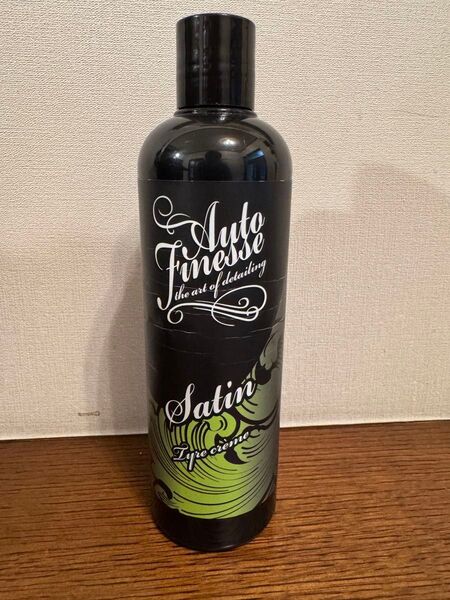 Auto
Finesse
the art of detailing
Satin
Tyre crème